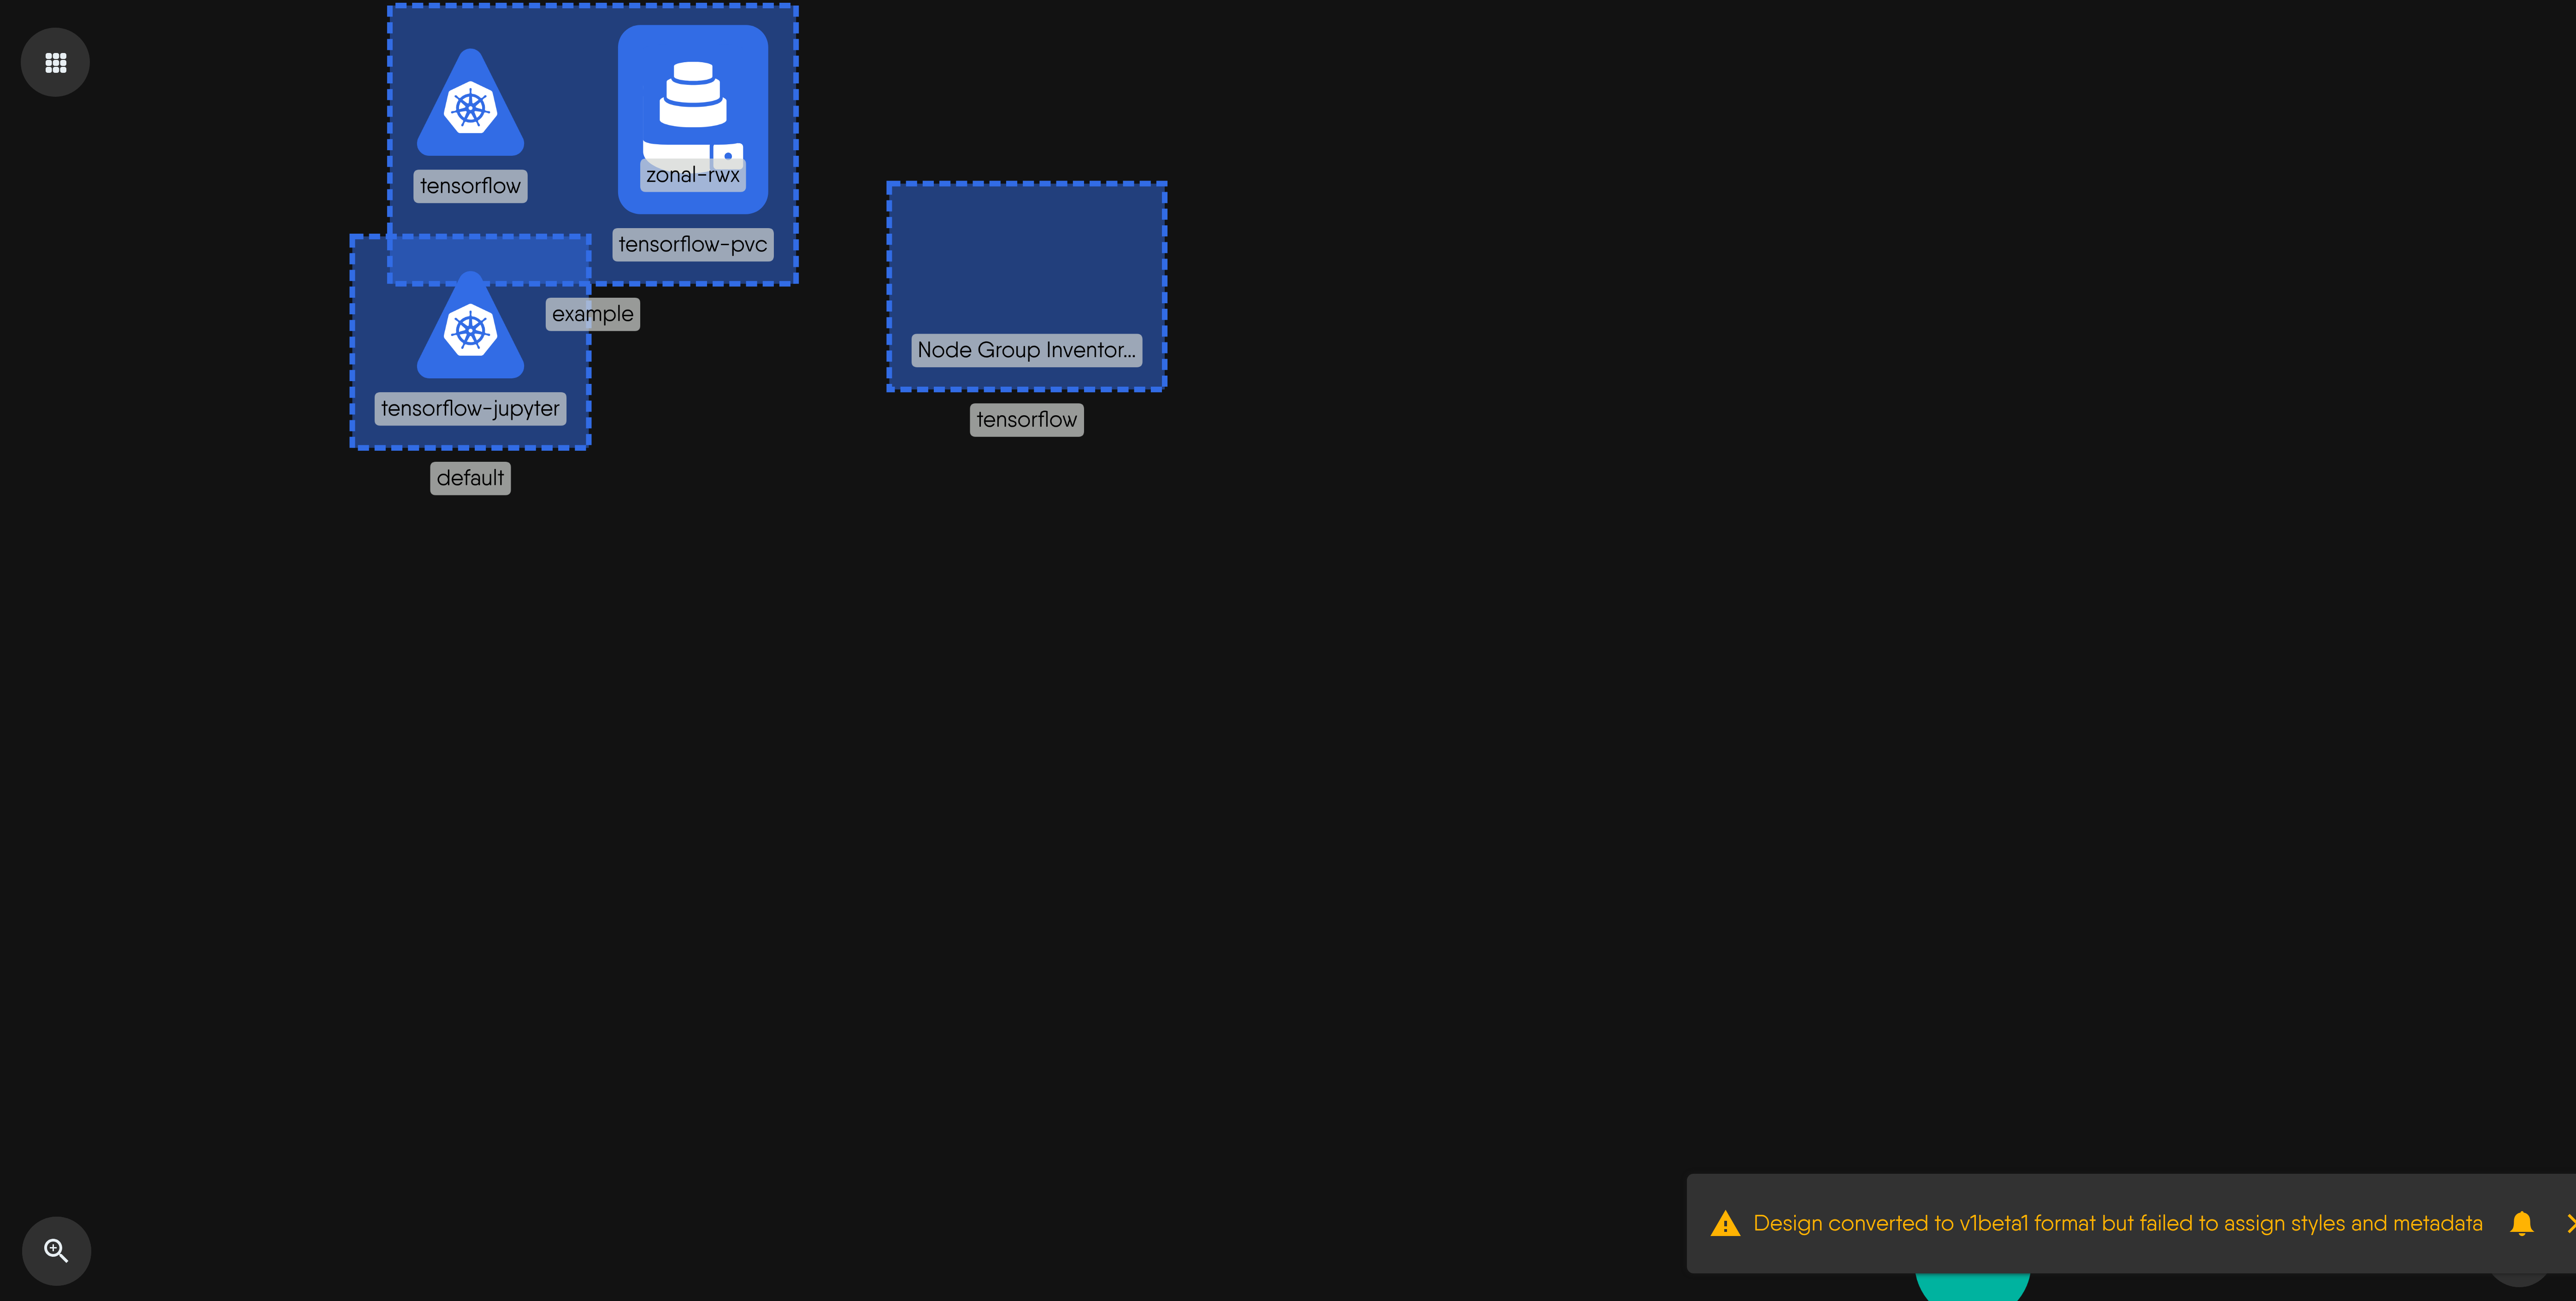 tensorflow
zonal-rwx
tensorflow-pvc
example
tensorflow-jupyter
default
Node Group Inventor...
tensorflow
Design converted to v1beta1 format but failed to assign styles and metadata